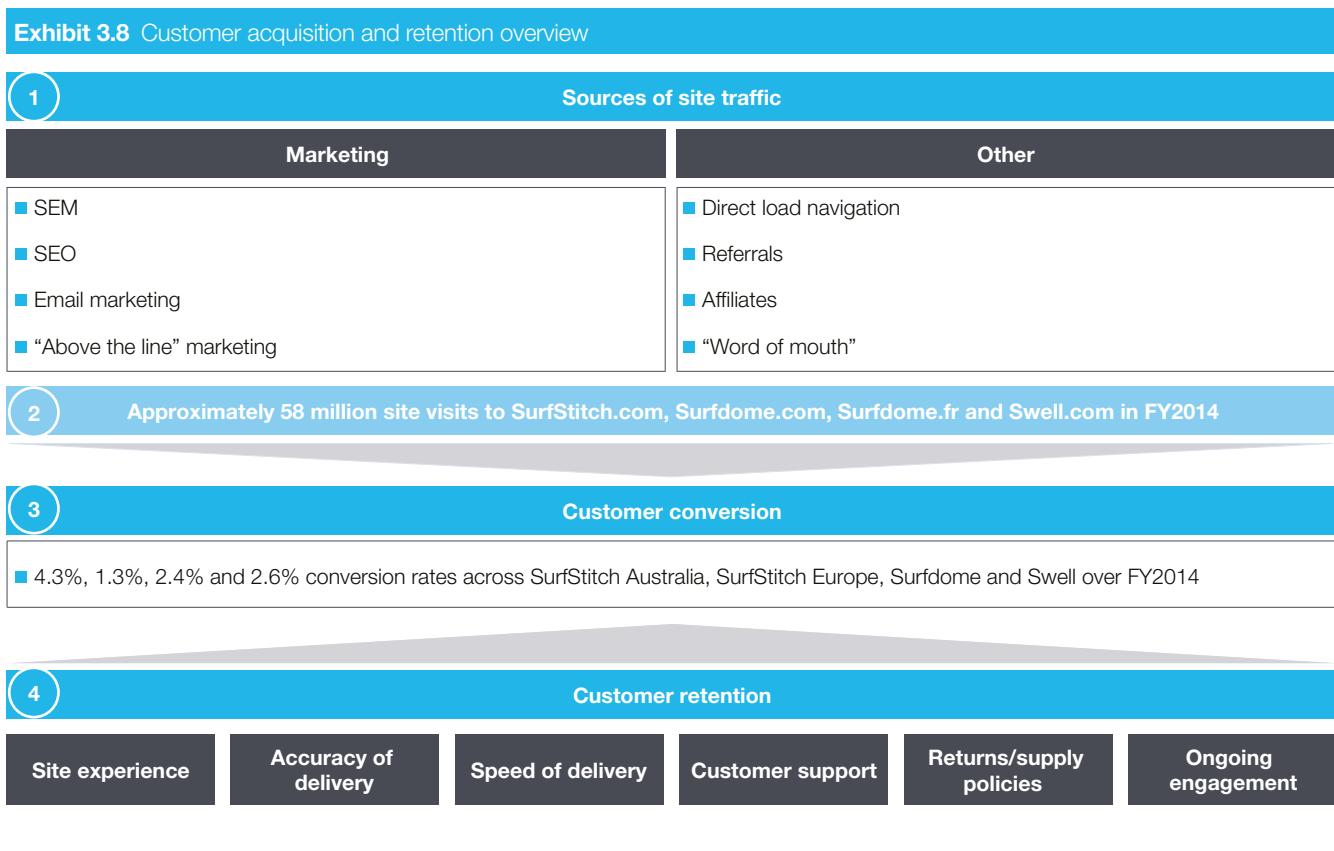 Exhibit 3.8 Customer acquisition and retention overview
1
Sources of site traffic
Marketing
SEM
SEO
Email marketing
“Above the line” marketing
Other
Direct load navigation
Referrals
Affiliates
“Word of mouth”
2
Approximately 58 million site visits to SurfStitch.com, Surfdome.com, Surfdome.fr and Swell.com in FY2014
3
Customer conversion
4.3%, 1.3%, 2.4% and 2.6% conversion rates across SurfStitch Australia, SurfStitch Europe, Surfdome and Swell over FY2014
4
Customer retention
Site experience
Accuracy of
delivery
Speed of delivery
Customer support
Returns/supply
policies
Ongoing
engagement